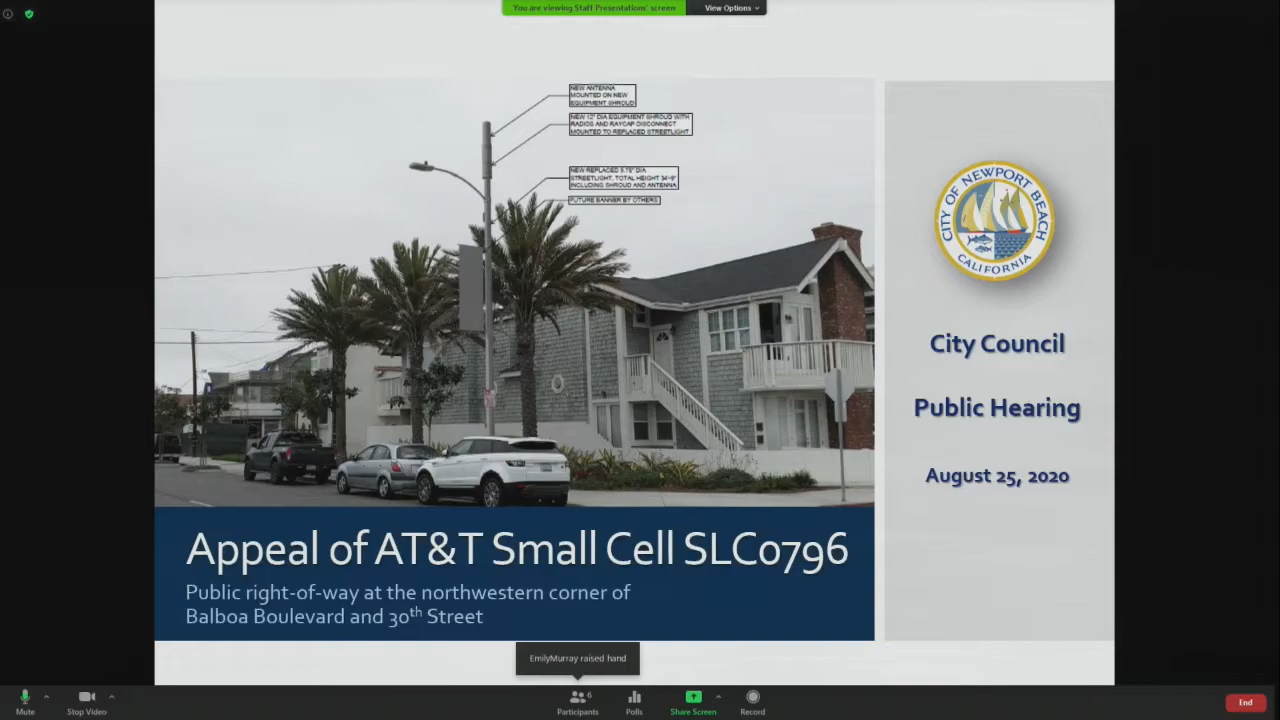 You are viewing Staff Presentations' screen
View Options
NEW ANTENNA
MOUNTED ON NEW
EQUIPMENT SHROUD
NEW 12" DIA EQUIPMENT SHROUD WITH
RADIOS AND RAYCAP DISCONNECT
MOUNTED TO REPLACED STREETLIGHT
NEW REPLACED 8.75" DIA
STREETLIGHT, TOTAL HEIGHT 34'-9"
INCLUDING SHROUD AND ANTENNA
FUTURE BANNER BY OTHERS
CITY OF NEWPORT BEACH
CALIFORNIA
City Council
Public Hearing
August 25, 2020
Appeal of AT&T Small Cell SLC0796
Public right-of-way at the northwestern corner of
Balboa Boulevard and 30th Street
EmilyMurray raised hand
Mute
Stop Video
6
Participants
Polls
Share Screen
Record
End